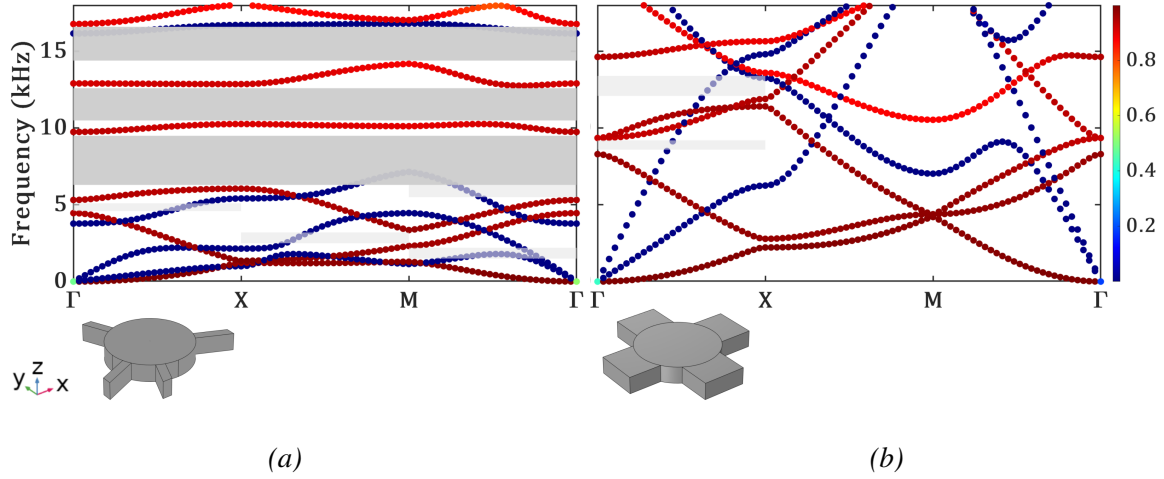 Frequency (kHz)
15
10
5
0
Γ X M Γ
Γ X M Γ
0.8
0.6
0.4
0.2
y z x
(a)
(b)